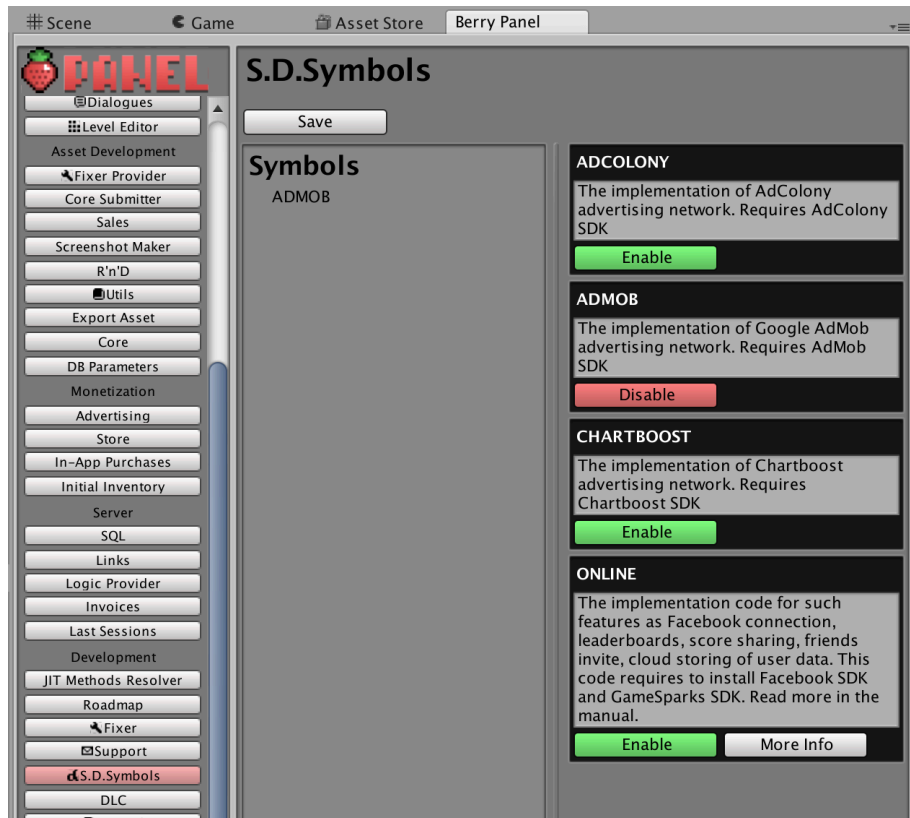 Scene
Game
Asset Store
Berry Panel
PANEL
Dialogues
Level Editor
Asset Development
Fixer Provider
Core Submitter
Sales
Screenshot Maker
R'n'D
Utils
Export Asset
Core
DB Parameters
Monetization
Advertising
Store
In-App Purchases
Initial Inventory
Server
SQL
Links
Logic Provider
Invoices
Last Sessions
Development
JIT Methods Resolver
Roadmap
Fixer
Support
S.D.Symbols
DLC
S.D.Symbols
Save
Symbols
ADMOB
ADCOLONY
The implementation of AdColony
advertising network. Requires AdColony
SDK
Enable
ADMOB
The implementation of Google AdMob
advertising network. Requires AdMob
SDK
Disable
CHARTBOOST
The implementation of Chartboost
advertising network. Requires
Chartboost SDK
Enable
ONLINE
The implementation code for such
features as Facebook connection,
leaderboards, score sharing, friends
invite, cloud storing of user data. This
code requires to install Facebook SDK
and GameSparks SDK. Read more in the
manual.
Enable
More Info